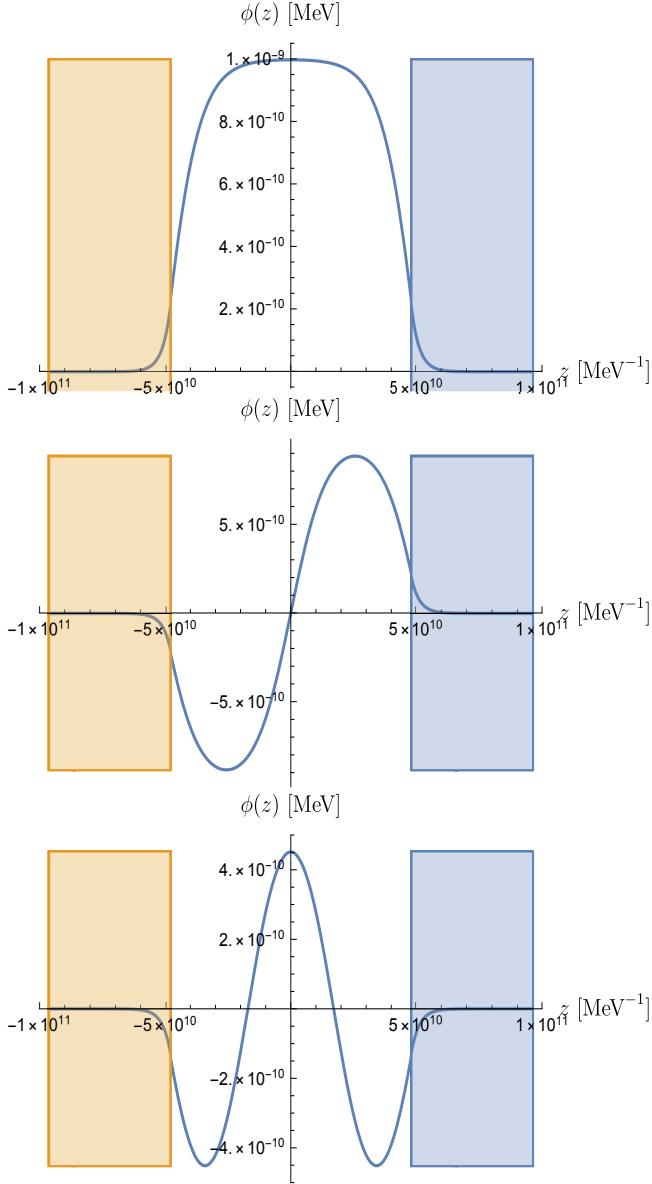 ϕ(z) [MeV]
1.×10⁻⁹
8.×10⁻¹⁰
6.×10⁻¹⁰
4.×10⁻¹⁰
2.×10⁻¹⁰
−1×10¹¹ −5×10¹⁰ 5×10¹⁰ 1×10¹¹ z [MeV⁻¹]
ϕ(z) [MeV]
5.×10⁻¹⁰
−1×10¹¹ −5×10¹⁰ 5×10¹⁰ 1×10¹¹ z [MeV⁻¹]
−5.×10⁻¹⁰
ϕ(z) [MeV]
4.×10⁻¹⁰
2.×10⁻¹⁰
−1×10¹¹ −5×10¹⁰ 5×10¹⁰ 1×10¹¹ z [MeV⁻¹]
−2.×10⁻¹⁰
−4.×10⁻¹⁰